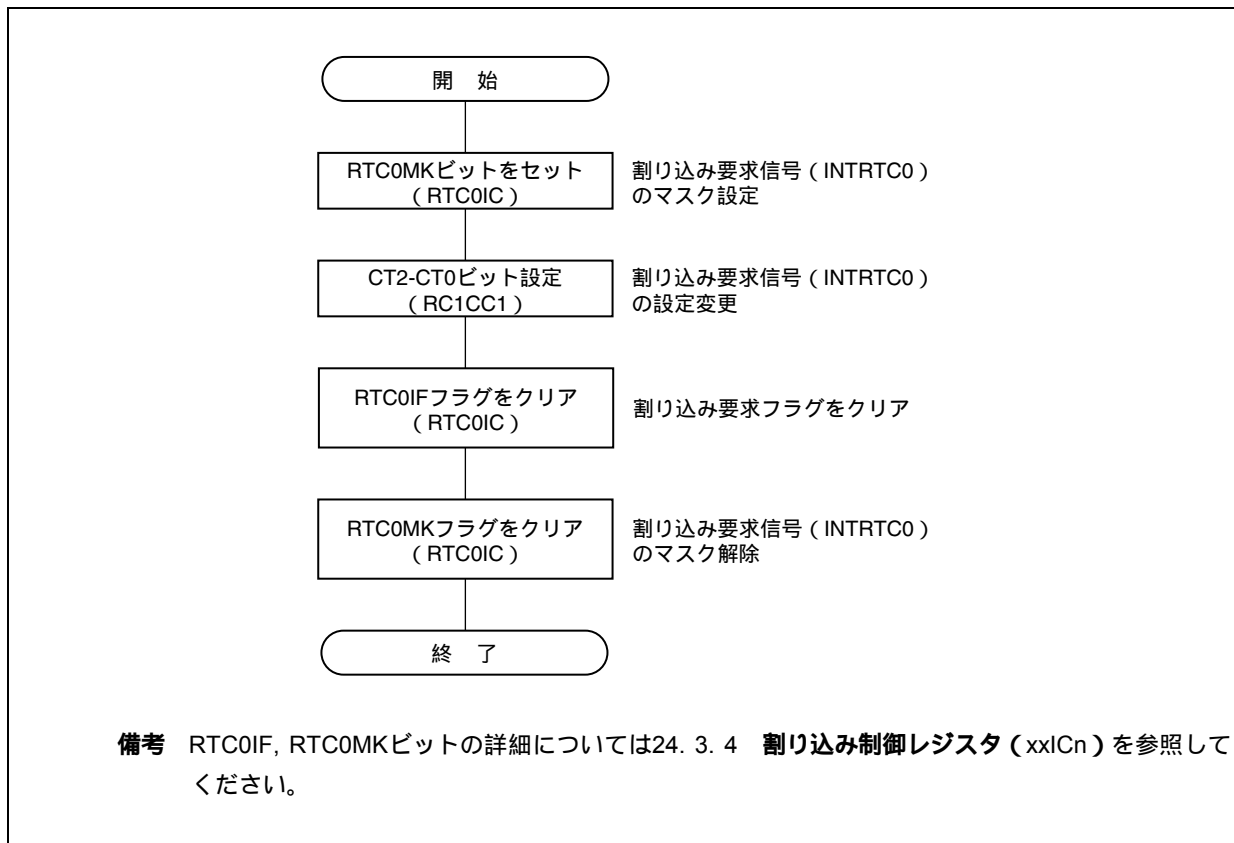 開 始
RTC0MKビットをセット
( RTC0IC )
割り込み要求信号 ( INTRTC0 )
のマスク設定
CT2-CT0ビット設定
( RC1CC1 )
割り込み要求信号 ( INTRTC0 )
の設定変更
RTC0IFフラグをクリア
( RTC0IC )
割り込み要求フラグをクリア
RTC0MKフラグをクリア
( RTC0IC )
割り込み要求信号 ( INTRTC0 )
のマスク解除
終 了
備考 RTC0IF, RTC0MKビットの詳細については24. 3. 4 割り込み制御レジスタ ( xxICn ) を参照して
ください。